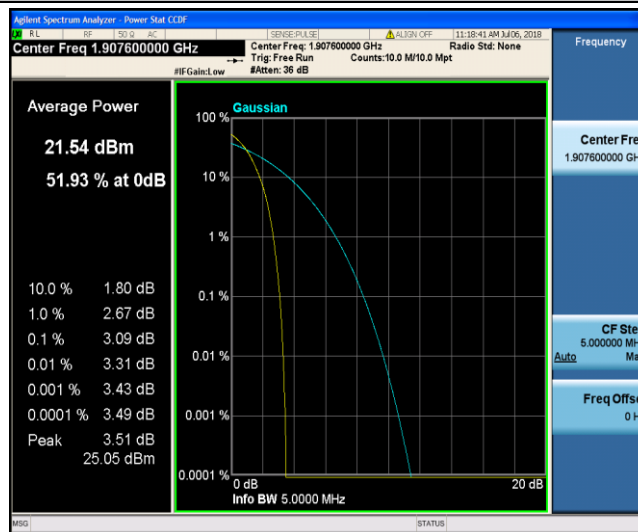 Agilent Spectrum Analyzer - Power Stat CCDF
RL RF 50 Ω AC SENSE:PULSE ALIGN OFF 11:18:41 AM Jul 06, 2018
Center Freq 1.907600000 GHz
Center Freq: 1.907600000 GHz Radio Std: None
Trig: Free Run Counts:10.0 M/10.0 Mpt
#IFGain:Low #Atten: 36 dB
Frequency
Average Power
21.54 dBm
51.93 % at 0dB
10.0 % 1.80 dB
1.0 % 2.67 dB
0.1 % 3.09 dB
0.01 % 3.31 dB
0.001 % 3.43 dB
0.0001 % 3.49 dB
Peak 3.51 dB
25.05 dBm
Gaussian
100 %
10 %
1 %
0.1 %
0.01 %
0.001 %
0.0001 %
0 dB 20 dB
Info BW 5.0000 MHz
Center Fre
1.907600000 GH
CF Ste
5.000000 MH
Auto Ma
Freq Offs
0 H
MSG STATUS